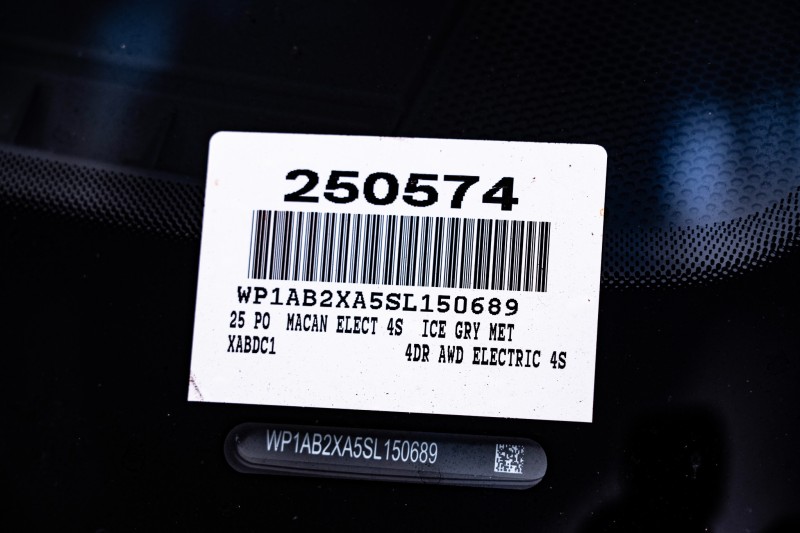 250574
WP1AB2XA5SL150689
25 PO MACAN ELECT 4S ICE GRY MET
XABDC1 4DR AWD ELECTRIC 4S
WP1AB2XA5SL150689